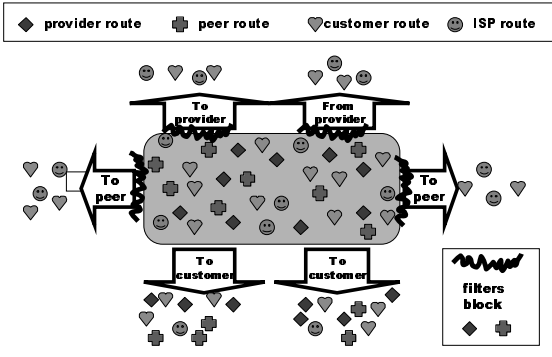 provider route
peer route
customer route
ISP route
To
provider
From
provider
To
peer
To
peer
To
customer
To
customer
filters
block